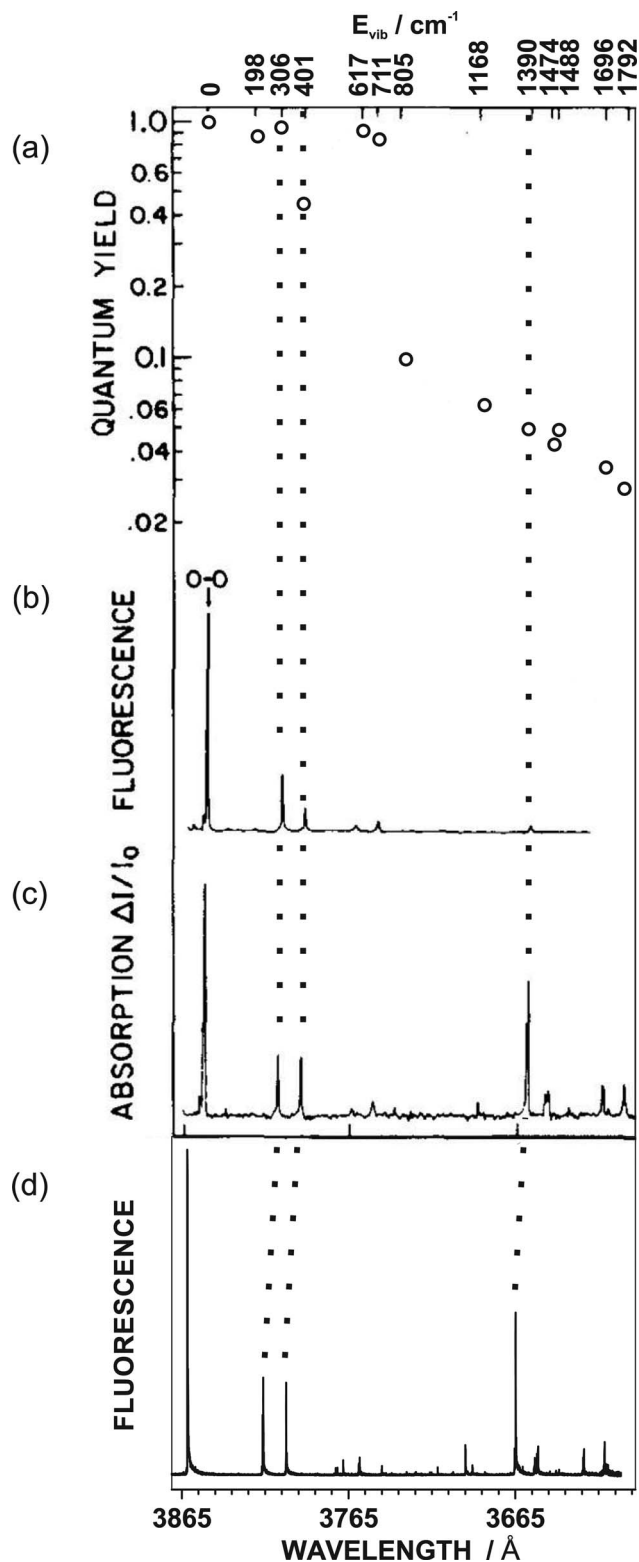 E_vib / cm⁻¹
0 198 306 401 617 711 805 1168 1390 1474 1488 1696 1792
(a)
QUANTUM YIELD
1.0
0.6
0.4
0.2
0.1
.06
.04
.02
(b)
FLUORESCENCE
O-O
(c)
ABSORPTION ΔI/I₀
(d)
FLUORESCENCE
3865 3765 3665
WAVELENGTH / Å